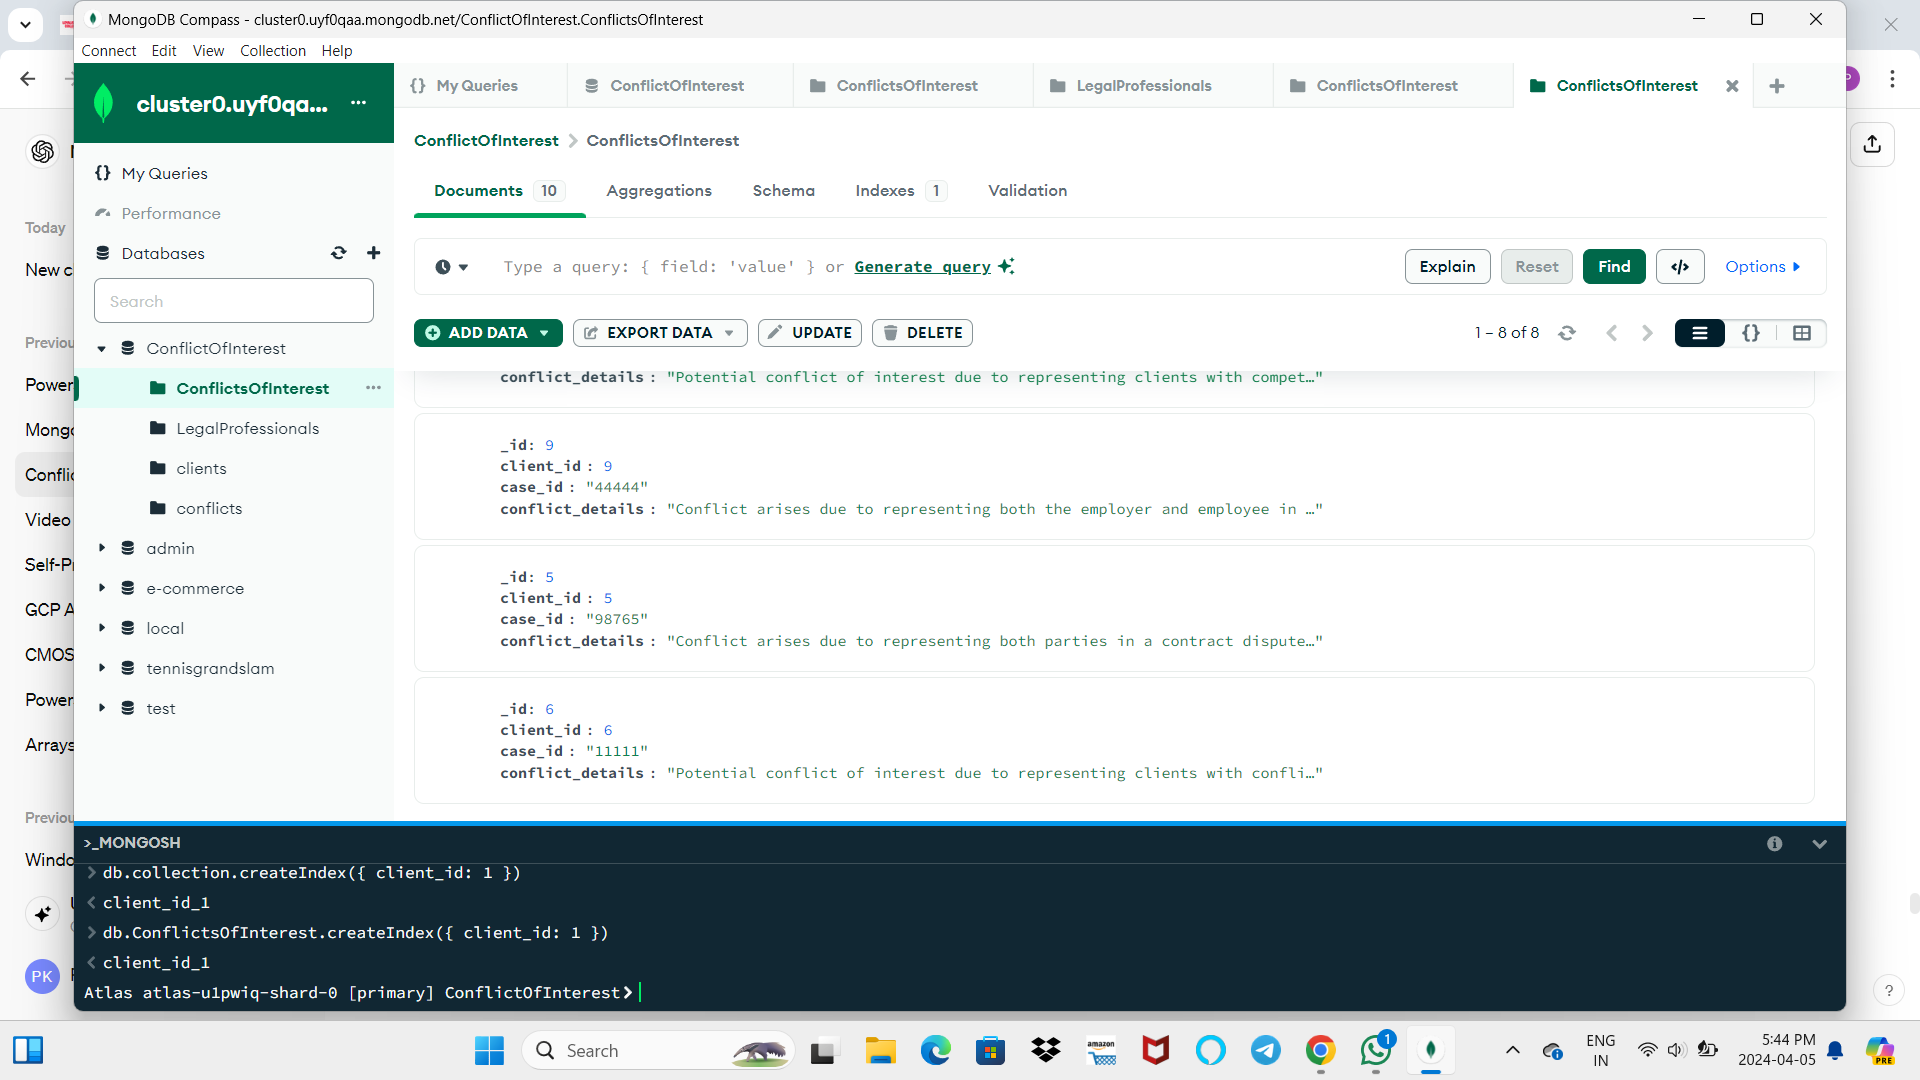 MongoDB Compass - cluster0.uyf0qaa.mongodb.net/ConflictOfInterest.ConflictsOfInterest
Connect Edit View Collection Help
cluster0.uyf0qa... ...
{} My Queries
ConflictOfInterest
ConflictsOfInterest
LegalProfessionals
ConflictsOfInterest
ConflictsOfInterest
My Queries
Performance
Databases
Search
ConflictOfInterest
ConflictsOfInterest ...
LegalProfessionals
clients
conflicts
admin
e-commerce
local
tennisgrandslam
test
ConflictOfInterest > ConflictsOfInterest
Documents 10 Aggregations Schema Indexes 1 Validation
Type a query: { field: 'value' } or Generate query
Explain Reset Find </> Options
ADD DATA EXPORT DATA UPDATE DELETE
1 – 8 of 8
{}
conflict_details : "Potential conflict of interest due to representing clients with compet…"
_id: 9
client_id : 9
case_id : "44444"
conflict_details : "Conflict arises due to representing both the employer and employee in …"
_id: 5
client_id : 5
case_id : "98765"
conflict_details : "Conflict arises due to representing both parties in a contract dispute…"
_id: 6
client_id : 6
case_id : "11111"
conflict_details : "Potential conflict of interest due to representing clients with confli…"
>_MONGOSH
> db.collection.createIndex({ client_id: 1 })
< client_id_1
> db.ConflictsOfInterest.createIndex({ client_id: 1 })
< client_id_1
Atlas atlas-u1pwiq-shard-0 [primary] ConflictOfInterest>
Today
New c
Previou
Power
Mongo
Conflic
Video
Self-Pr
GCP A
CMOS
Power
Arrays
Previou
Windo
PK
?
Search
amazon
1
ENG
IN
5:44 PM
2024-04-05
PRE